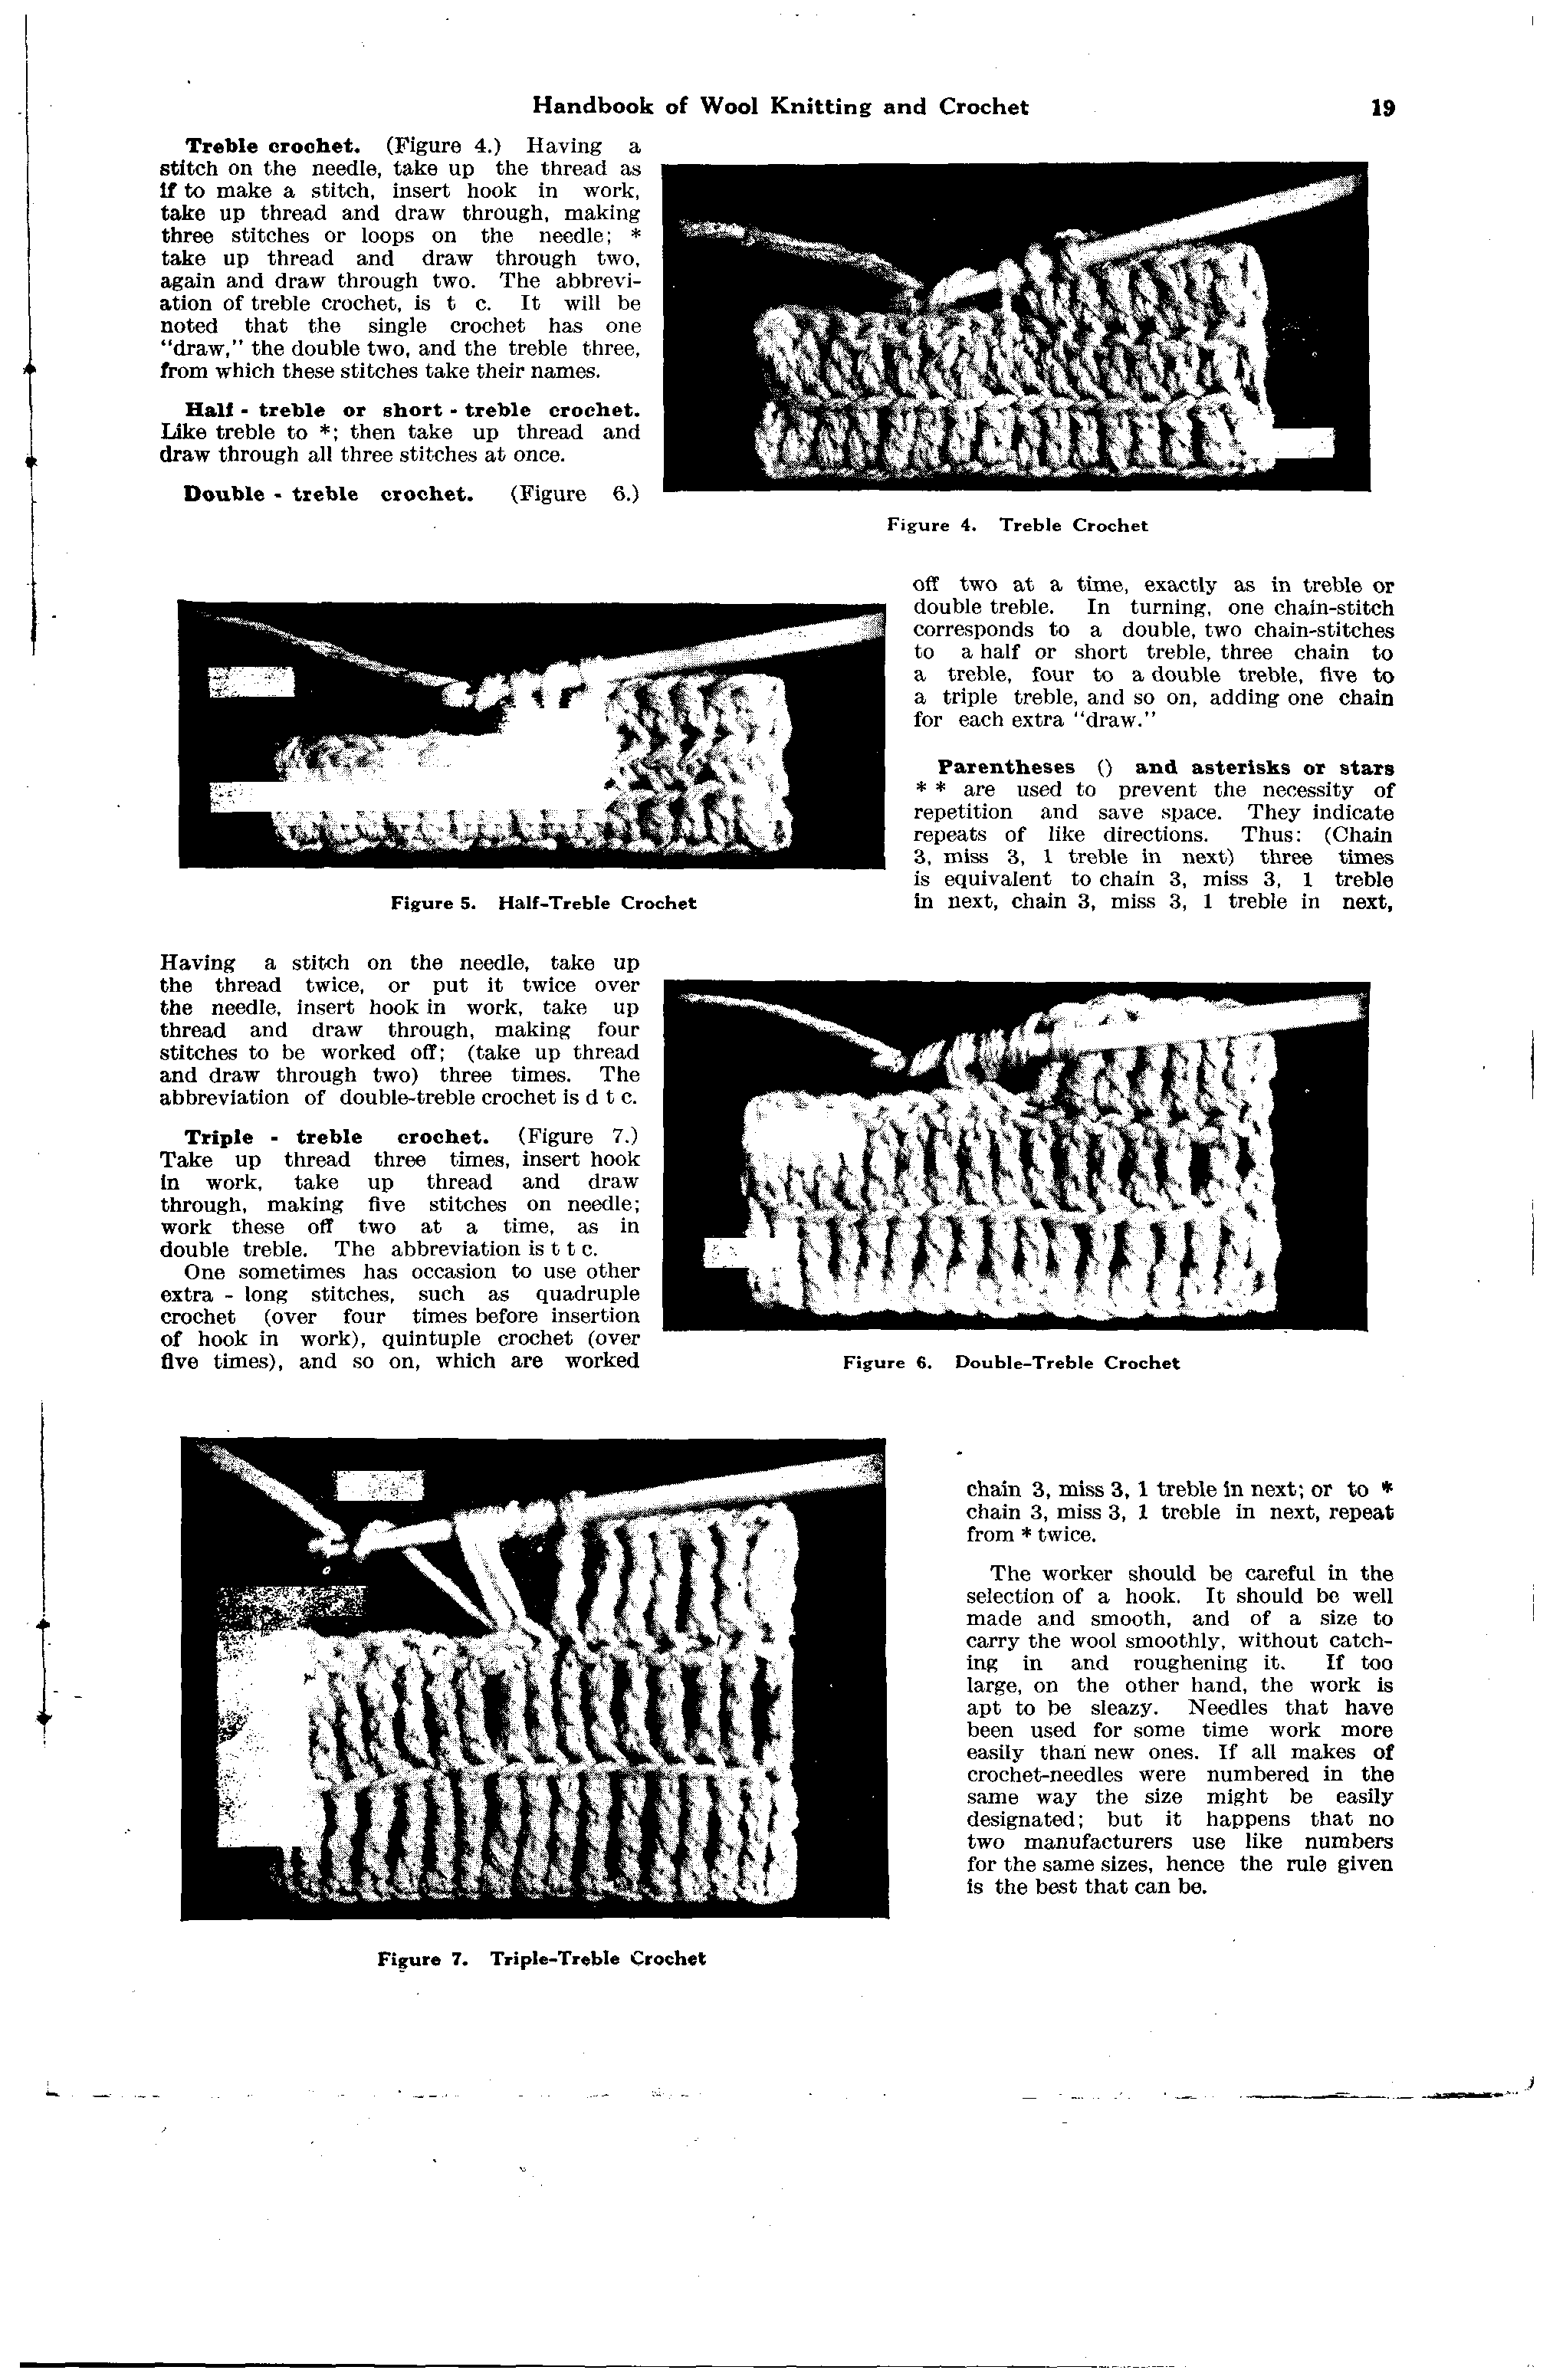 Handbook of Wool Knitting and Crochet 19
Treble crochet. (Figure 4.) Having a
stitch on the needle, take up the thread as
if to make a stitch, insert hook in work,
take up thread and draw through, making
three stitches or loops on the needle; *
take up thread and draw through two,
again and draw through two. The abbrevi-
ation of treble crochet, is t c. It will be
noted that the single crochet has one
"draw," the double two, and the treble three,
from which these stitches take their names.
Half - treble or short - treble crochet.
Like treble to *; then take up thread and
draw through all three stitches at once.
Double - treble crochet. (Figure 6.)
Figure 4. Treble Crochet
Figure 5. Half-Treble Crochet
Having a stitch on the needle, take up
the thread twice, or put it twice over
the needle, insert hook in work, take up
thread and draw through, making four
stitches to be worked off; (take up thread
and draw through two) three times. The
abbreviation of double-treble crochet is d t c.
Triple - treble crochet. (Figure 7.)
Take up thread three times, insert hook
in work, take up thread and draw
through, making five stitches on needle;
work these off two at a time, as in
double treble. The abbreviation is t t c.
One sometimes has occasion to use other
extra - long stitches, such as quadruple
crochet (over four times before insertion
of hook in work), quintuple crochet (over
five times), and so on, which are worked
off two at a time, exactly as in treble or
double treble. In turning, one chain-stitch
corresponds to a double, two chain-stitches
to a half or short treble, three chain to
a treble, four to a double treble, five to
a triple treble, and so on, adding one chain
for each extra "draw."
Parentheses () and asterisks or stars
* * are used to prevent the necessity of
repetition and save space. They indicate
repeats of like directions. Thus: (Chain
3, miss 3, 1 treble in next) three times
is equivalent to chain 3, miss 3, 1 treble
in next, chain 3, miss 3, 1 treble in next,
Figure 6. Double-Treble Crochet
Figure 7. Triple-Treble Crochet
chain 3, miss 3, 1 treble in next; or to *
chain 3, miss 3, 1 treble in next, repeat
from * twice.
The worker should be careful in the
selection of a hook. It should be well
made and smooth, and of a size to
carry the wool smoothly, without catch-
ing in and roughening it. If too
large, on the other hand, the work is
apt to be sleazy. Needles that have
been used for some time work more
easily than new ones. If all makes of
crochet-needles were numbered in the
same way the size might be easily
designated; but it happens that no
two manufacturers use like numbers
for the same sizes, hence the rule given
is the best that can be.